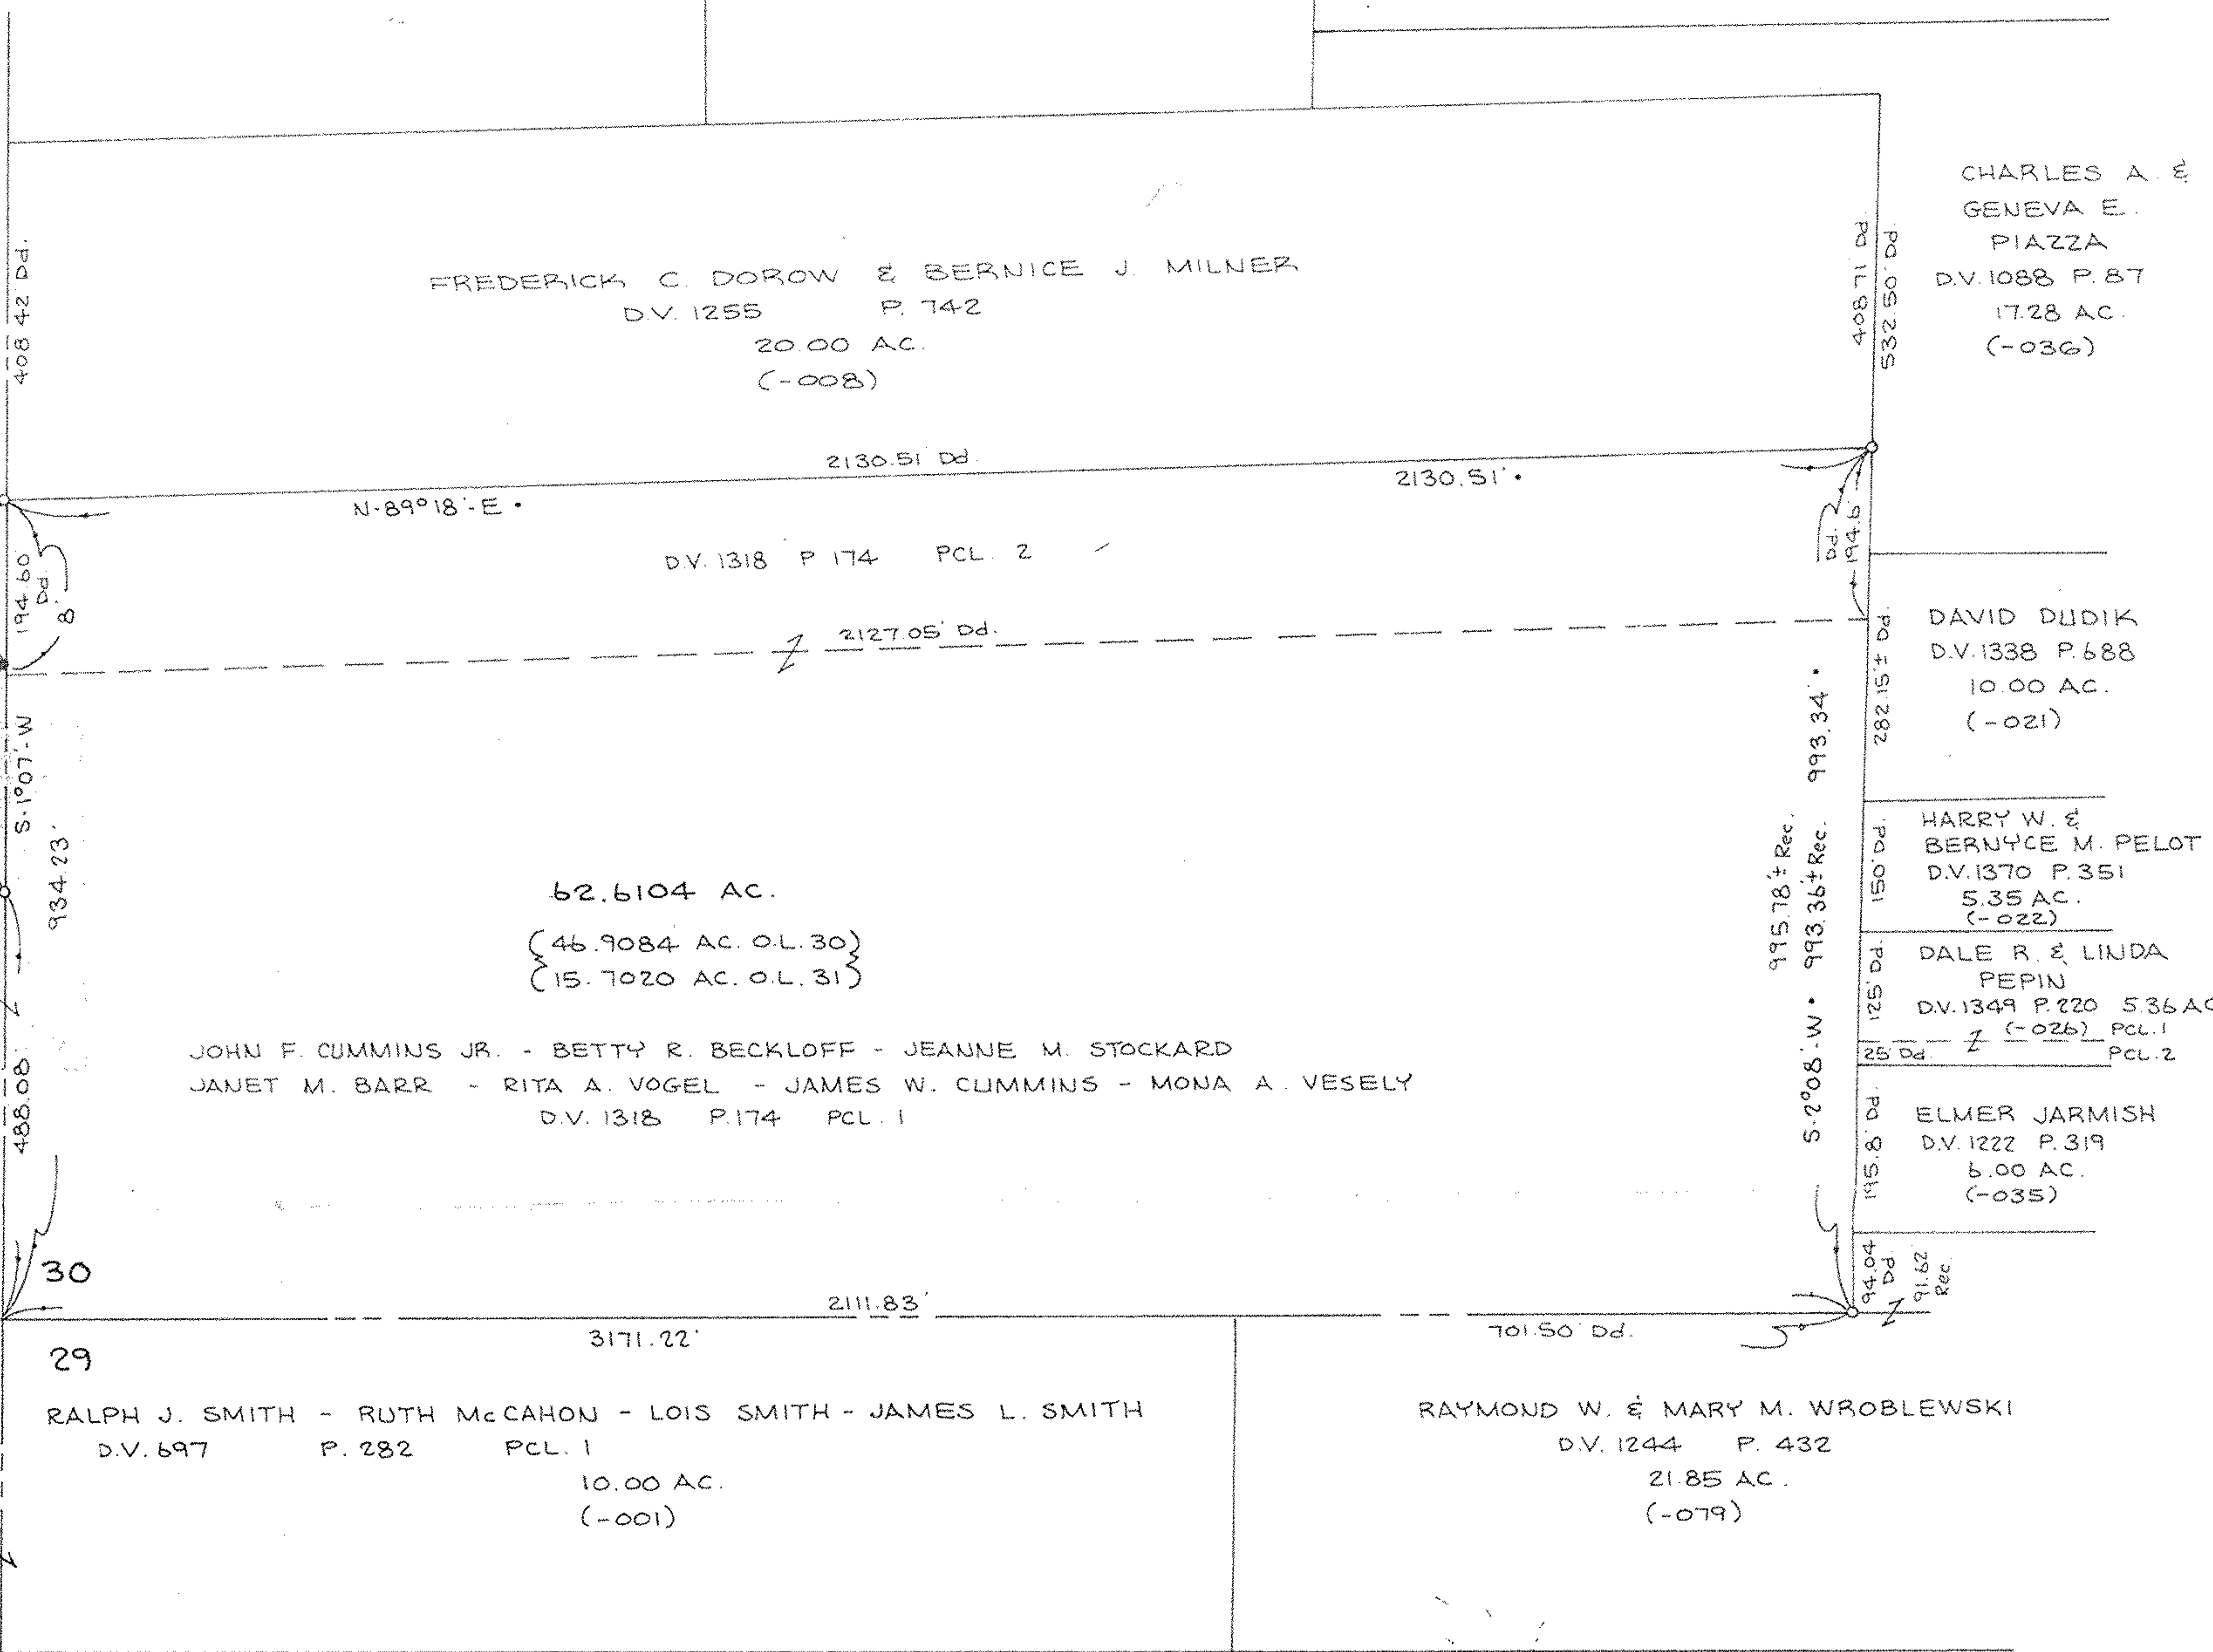 CHARLES A. &
GENEVA E.
PIAZZA
D.V. 1088 P. 87
17.28 AC.
(-036)
408.42 Dd.
408.71 Dd.
532.50' Dd.
FREDERICK C. DOROW & BERNICE J. MILNER
D.V. 1255 P. 742
20.00 AC.
(-008)
2130.51' Dd.
2130.51'
N-89°18'-E
D.V. 1318 P 174 PCL. 2
194.60
Dd.
8'
Dd.
194.6'
2127.05' Dd.
282.15'± Dd.
DAVID DUDIK
D.V. 1338 P. 688
10.00 AC.
(-021)
S-1°07'-W
934.23'
993.34'
993.36'± Rec.
995.78'± Rec.
S-2°08'-W
150' Dd.
HARRY W. &
BERNYCE M. PELOT
D.V. 1370 P. 351
5.35 AC.
(-022)
62.6104 AC.
(46.9084 AC. O.L. 30)
(15.7020 AC. O.L. 31)
125' Dd.
DALE R. & LINDA
PEPIN
D.V. 1349 P. 220 5.36 AC
(-026) PCL. 1
25' Dd.
PCL. 2
JOHN F. CUMMINS JR. - BETTY R. BECKLOFF - JEANNE M. STOCKARD
JANET M. BARR - RITA A. VOGEL - JAMES W. CUMMINS - MONA A. VESELY
D.V. 1318 P. 174 PCL. 1
488.08
195.8' Dd.
ELMER JARMISH
D.V. 1222 P. 319
6.00 AC.
(-035)
94.04
Dd.
91.62
Rec.
30
2111.83'
3171.22'
701.50' Dd.
29
RALPH J. SMITH - RUTH McCAHON - LOIS SMITH - JAMES L. SMITH
D.V. 697 P. 282 PCL. 1
10.00 AC.
(-001)
RAYMOND W. & MARY M. WROBLEWSKI
D.V. 1244 P. 432
21.85 AC.
(-079)